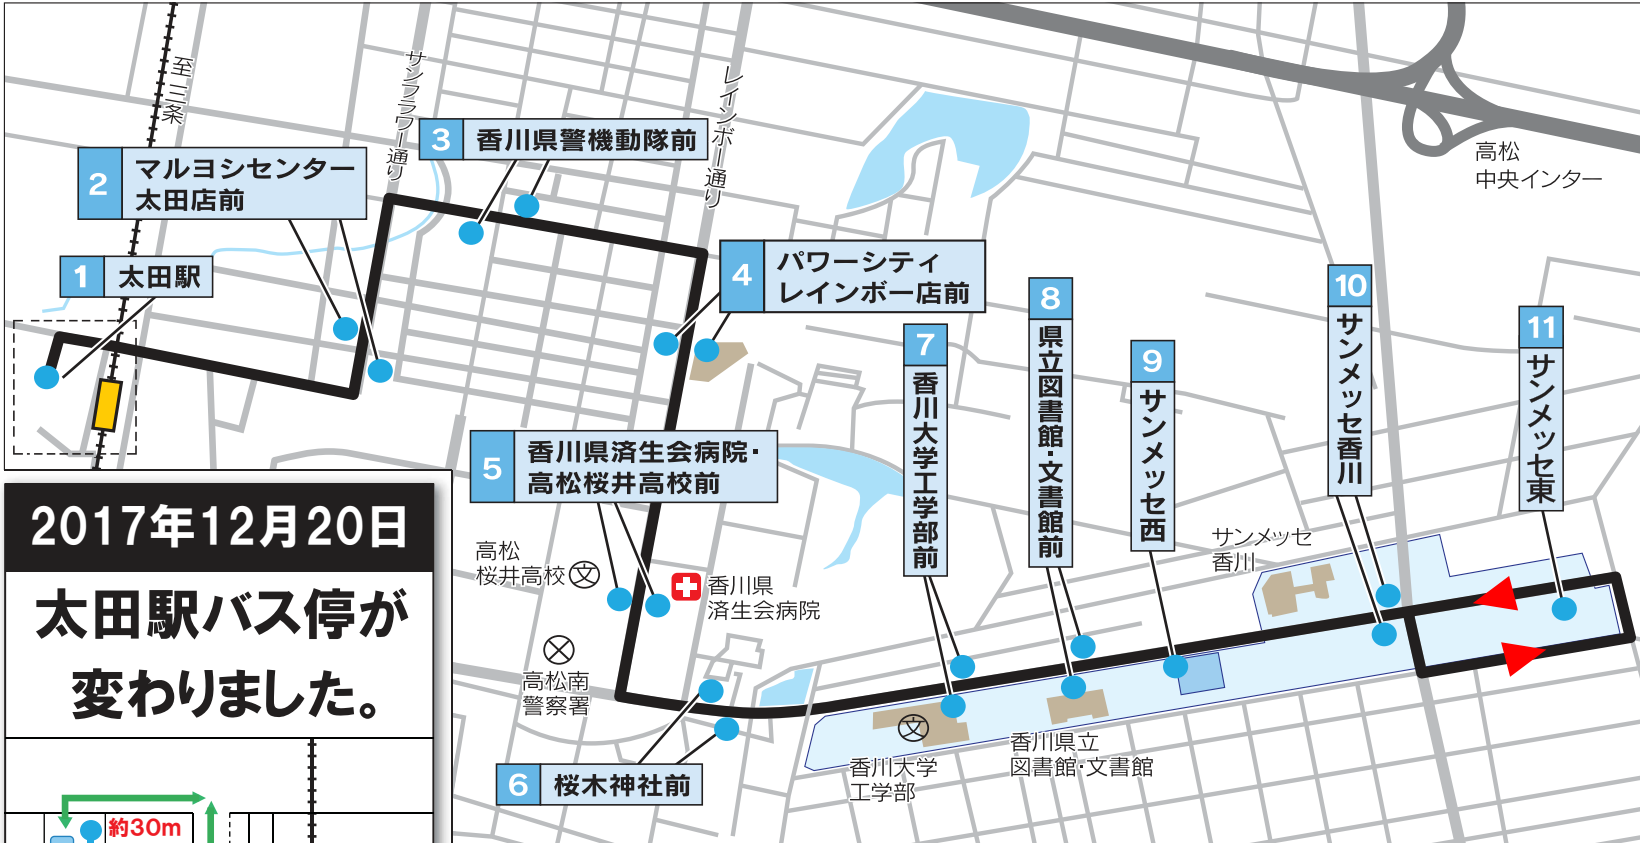 至三条
サンフラワー通り
レインボー通り
高松
中央インター
1 太田駅
2 マルヨシセンター
太田店前
3 香川県警機動隊前
4 パワーシティ
レインボー店前
5 香川県済生会病院・
高松桜井高校前
6 桜木神社前
7 香川大学工学部前
8 県立図書館・文書館前
9 サンメッセ西
10 サンメッセ香川
11 サンメッセ東
高松
桜井高校
文
香川県
済生会病院
高松南
警察署
サンメッセ
香川
文
香川大学
工学部
香川県立
図書館・文書館
2017年12月20日
太田駅バス停が
変わりました。
約30m